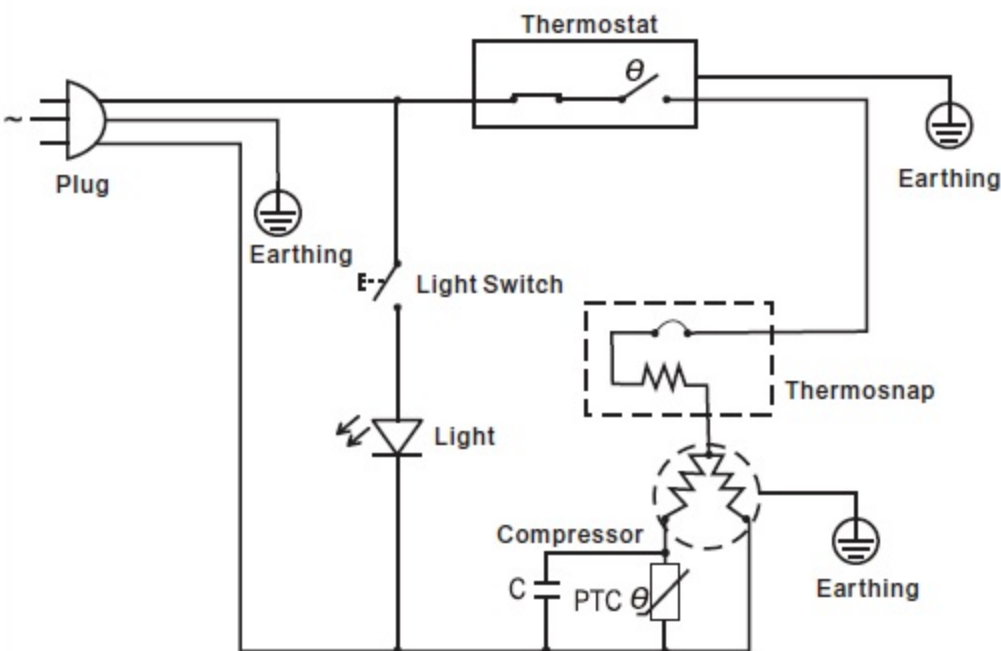 Thermostat
θ
~
Plug
Earthing
Earthing
Light Switch
Thermosnap
Light
Compressor
C
PTC θ
Earthing